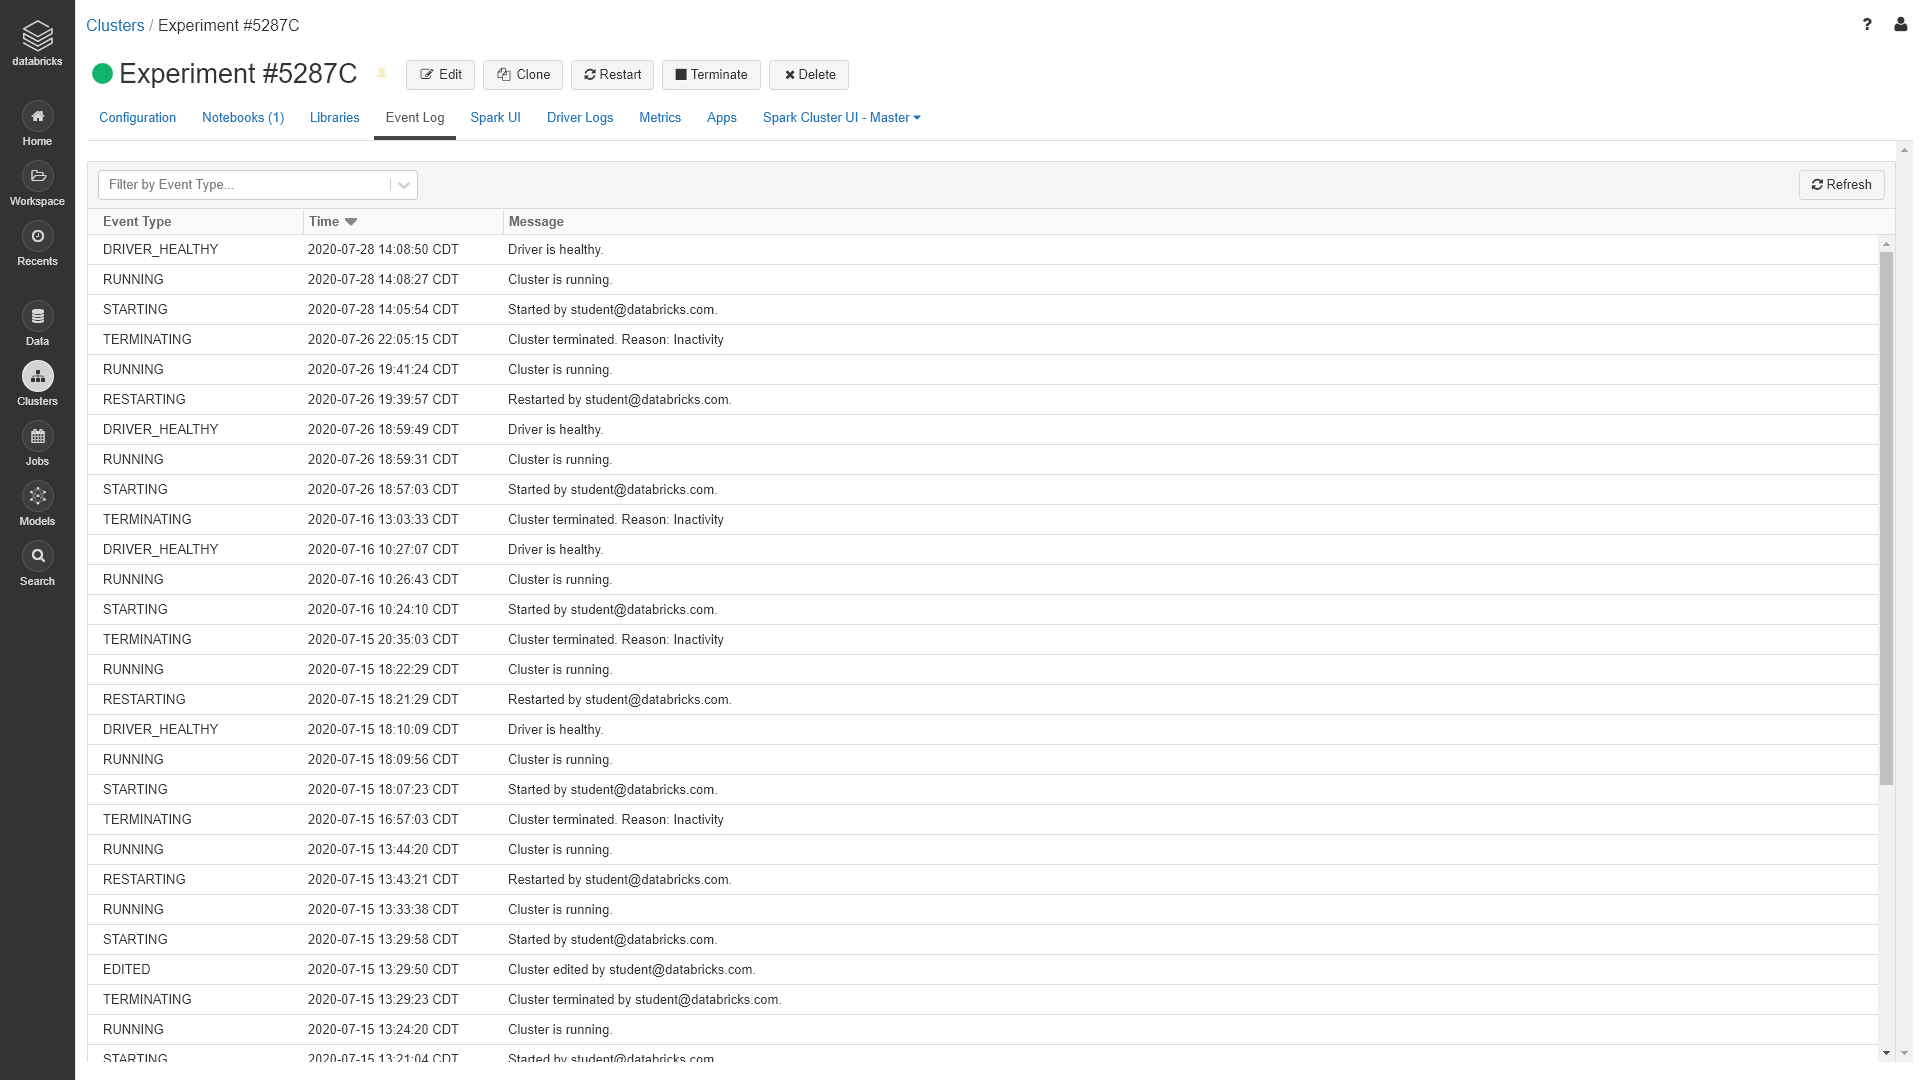 Clusters / Experiment #5287C
?
databricks
Experiment #5287C Edit Clone Restart Terminate Delete
Configuration Notebooks (1) Libraries Event Log Spark UI Driver Logs Metrics Apps Spark Cluster UI - Master
Home
Workspace
Recents
Data
Clusters
Jobs
Models
Search
Filter by Event Type... Refresh
Event Type Time Message
DRIVER_HEALTHY 2020-07-28 14:08:50 CDT Driver is healthy.
RUNNING 2020-07-28 14:08:27 CDT Cluster is running.
STARTING 2020-07-28 14:05:54 CDT Started by student@databricks.com.
TERMINATING 2020-07-26 22:05:15 CDT Cluster terminated. Reason: Inactivity
RUNNING 2020-07-26 19:41:24 CDT Cluster is running.
RESTARTING 2020-07-26 19:39:57 CDT Restarted by student@databricks.com.
DRIVER_HEALTHY 2020-07-26 18:59:49 CDT Driver is healthy.
RUNNING 2020-07-26 18:59:31 CDT Cluster is running.
STARTING 2020-07-26 18:57:03 CDT Started by student@databricks.com.
TERMINATING 2020-07-16 13:03:33 CDT Cluster terminated. Reason: Inactivity
DRIVER_HEALTHY 2020-07-16 10:27:07 CDT Driver is healthy.
RUNNING 2020-07-16 10:26:43 CDT Cluster is running.
STARTING 2020-07-16 10:24:10 CDT Started by student@databricks.com.
TERMINATING 2020-07-15 20:35:03 CDT Cluster terminated. Reason: Inactivity
RUNNING 2020-07-15 18:22:29 CDT Cluster is running.
RESTARTING 2020-07-15 18:21:29 CDT Restarted by student@databricks.com.
DRIVER_HEALTHY 2020-07-15 18:10:09 CDT Driver is healthy.
RUNNING 2020-07-15 18:09:56 CDT Cluster is running.
STARTING 2020-07-15 18:07:23 CDT Started by student@databricks.com.
TERMINATING 2020-07-15 16:57:03 CDT Cluster terminated. Reason: Inactivity
RUNNING 2020-07-15 13:44:20 CDT Cluster is running.
RESTARTING 2020-07-15 13:43:21 CDT Restarted by student@databricks.com.
RUNNING 2020-07-15 13:33:38 CDT Cluster is running.
STARTING 2020-07-15 13:29:58 CDT Started by student@databricks.com.
EDITED 2020-07-15 13:29:50 CDT Cluster edited by student@databricks.com.
TERMINATING 2020-07-15 13:29:23 CDT Cluster terminated by student@databricks.com.
RUNNING 2020-07-15 13:24:20 CDT Cluster is running.
STARTING 2020-07-15 13:21:04 CDT Started by student@databricks.com